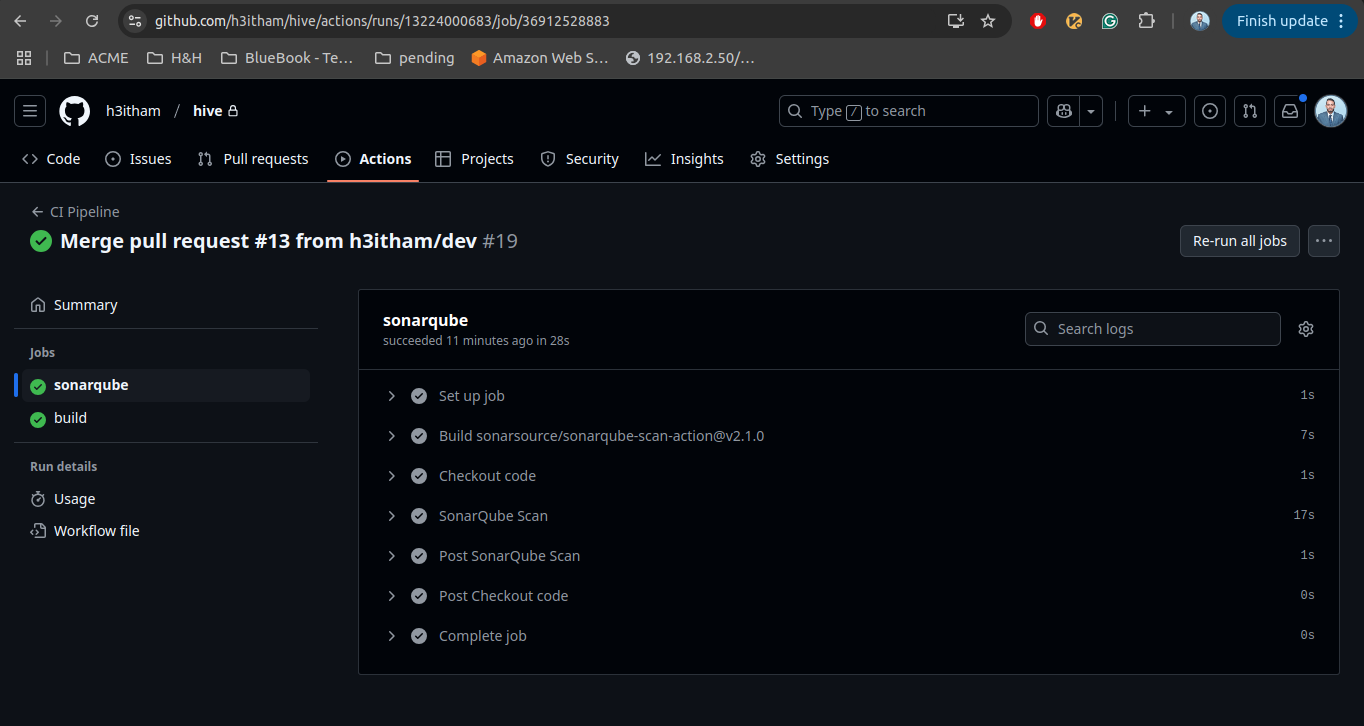 github.com/h3itham/hive/actions/runs/13224000683/job/36912528883
Finish update
ACME
H&H
BlueBook - Te…
pending
Amazon Web S…
192.168.2.50/…
h3itham / hive
Type / to search
Code
Issues
Pull requests
Actions
Projects
Security
Insights
Settings
CI Pipeline
Merge pull request #13 from h3itham/dev #19
Re-run all jobs
Summary
Jobs
sonarqube
build
Run details
Usage
Workflow file
sonarqube
succeeded 11 minutes ago in 28s
Search logs
Set up job 1s
Build sonarsource/sonarqube-scan-action@v2.1.0 7s
Checkout code 1s
SonarQube Scan 17s
Post SonarQube Scan 1s
Post Checkout code 0s
Complete job 0s